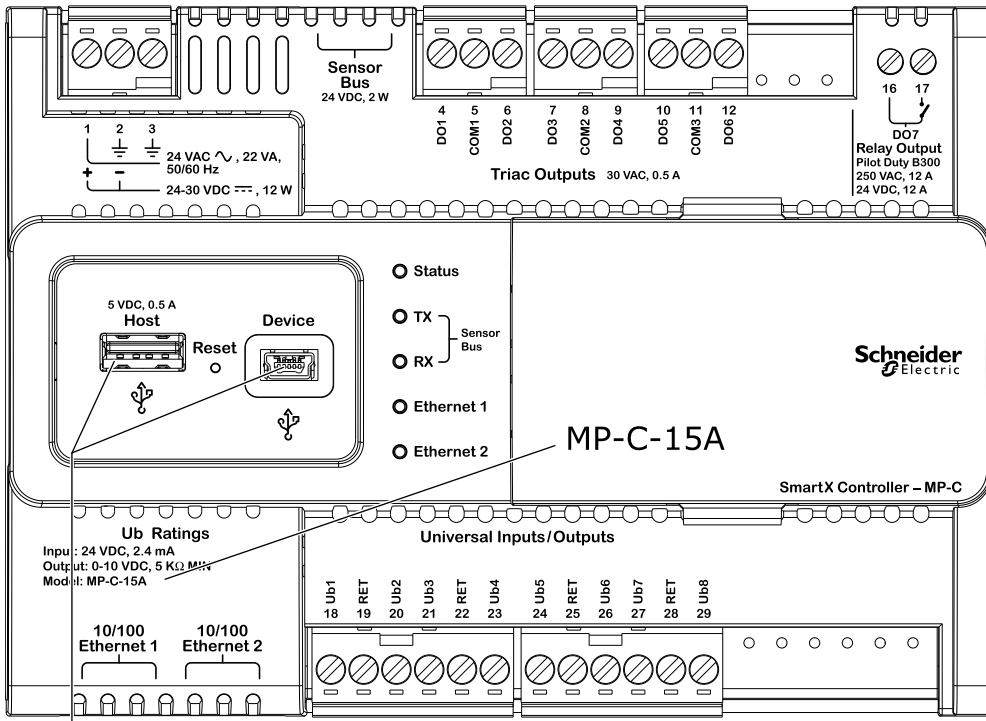 Sensor
Bus
24 VDC, 2 W
1 2 3
24 VAC ∿ , 22 VA,
50/60 Hz
+ −
24-30 VDC ⎓ , 12 W
4 5 6 7 8 9 10 11 12
DO1 COM1 DO2 DO3 COM2 DO4 DO5 COM3 DO6
Triac Outputs 30 VAC, 0.5 A
16 17
DO7
Relay Output
Pilot Duty B300
250 VAC, 12 A
24 VDC, 12 A
5 VDC, 0.5 A
Host
Reset
Device
Status
TX
RX
Sensor
Bus
Ethernet 1
Ethernet 2
Schneider
Electric
MP-C-15A
SmartX Controller – MP-C
Ub Ratings
Input: 24 VDC, 2.4 mA
Output: 0-10 VDC, 5 KΩ MIN
Model: MP-C-15A
10/100
Ethernet 1
10/100
Ethernet 2
Universal Inputs/Outputs
Ub1 RET Ub2 Ub3 RET Ub4 Ub5 RET Ub6 Ub7 RET Ub8
18 19 20 21 22 23 24 25 26 27 28 29